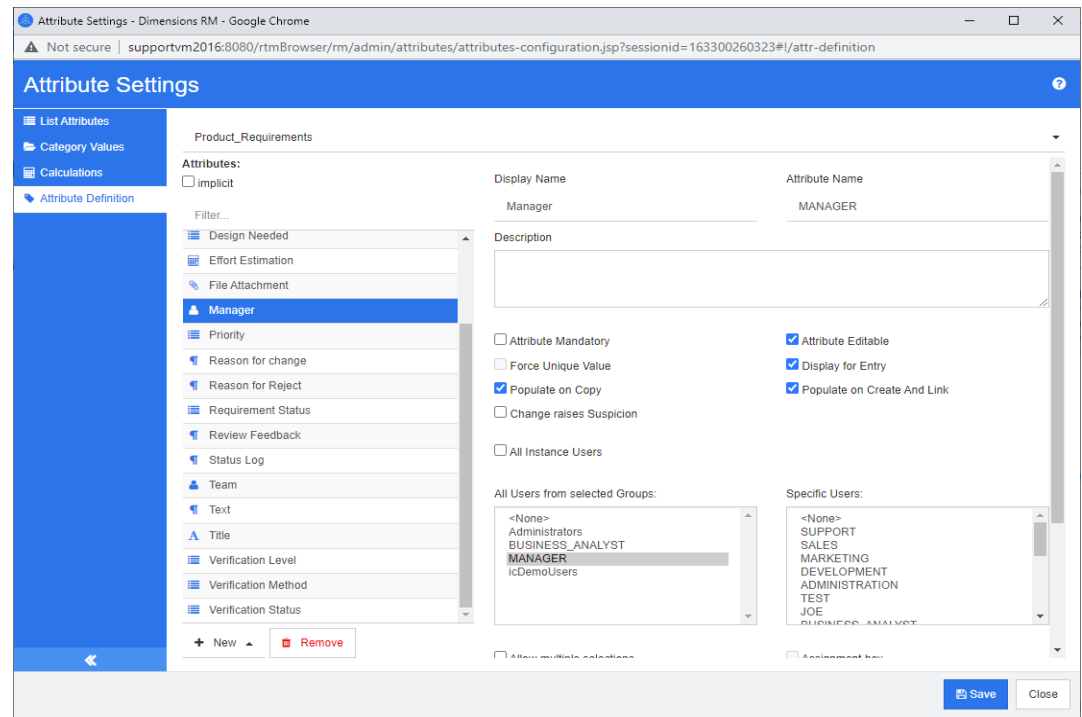 Attribute Settings - Dimensions RM - Google Chrome
Not secure | supportvm2016:8080/rtmBrowser/rm/admin/attributes/attributes-configuration.jsp?sessionid=163300260323#!/attr-definition
Attribute Settings
List Attributes
Category Values
Calculations
Attribute Definition
Product_Requirements
Attributes:
implicit
Filter...
Design Needed
Effort Estimation
File Attachment
Manager
Priority
Reason for change
Reason for Reject
Requirement Status
Review Feedback
Status Log
Team
Text
Title
Verification Level
Verification Method
Verification Status
New
Remove
Display Name
Attribute Name
Manager
MANAGER
Description
Attribute Mandatory
Attribute Editable
Force Unique Value
Display for Entry
Populate on Copy
Populate on Create And Link
Change raises Suspicion
All Instance Users
All Users from selected Groups:
<None>
Administrators
BUSINESS_ANALYST
MANAGER
icDemoUsers
Specific Users:
<None>
SUPPORT
SALES
MARKETING
DEVELOPMENT
ADMINISTRATION
TEST
JOE
BUSINESS_ANALYST
Allow multiple selections
Assignment box
Save
Close